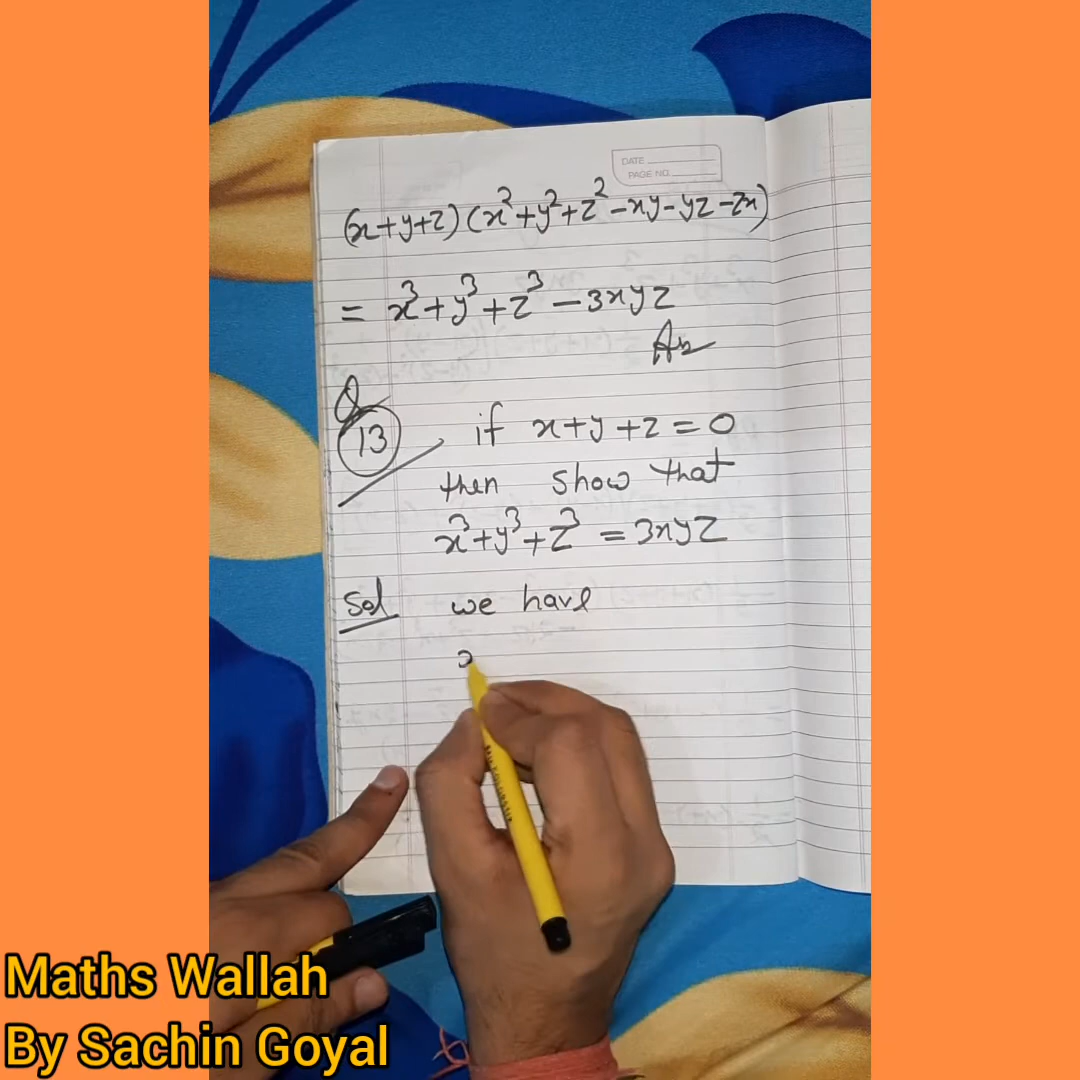 DATE
PAGE NO.
(x+y+z) (x²+y²+z²-xy-yz-zx)
= x³+y³+z³-3xyz
Ans
Q 13 if x+y+z=0
then show that
x³+y³+z³ = 3xyz
Sol we have
Maths Wallah
By Sachin Goyal